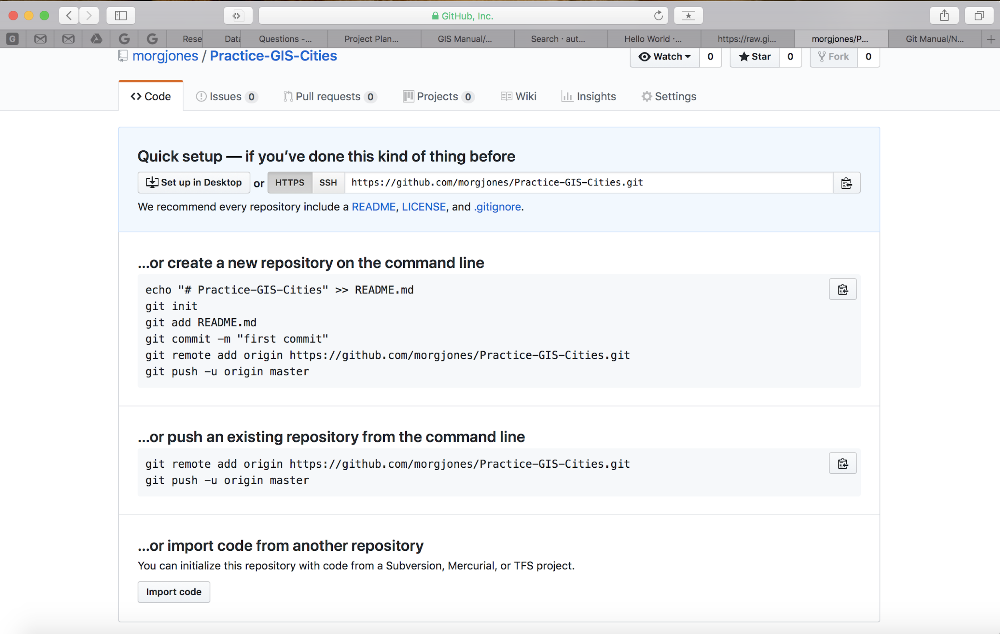 GitHub, Inc.
G G G Rese Data Questions -... Project Plan... GIS Manual/... Search · aut... Hello World ·... https://raw.gi... morgjones/P... Git Manual/N...
morgjones / Practice-GIS-Cities Watch 0 Star 0 Fork 0
Code Issues 0 Pull requests 0 Projects 0 Wiki Insights Settings
Quick setup — if you’ve done this kind of thing before
Set up in Desktop or HTTPS SSH https://github.com/morgjones/Practice-GIS-Cities.git
We recommend every repository include a README, LICENSE, and .gitignore.
…or create a new repository on the command line
echo "# Practice-GIS-Cities" >> README.md
git init
git add README.md
git commit -m "first commit"
git remote add origin https://github.com/morgjones/Practice-GIS-Cities.git
git push -u origin master
…or push an existing repository from the command line
git remote add origin https://github.com/morgjones/Practice-GIS-Cities.git
git push -u origin master
…or import code from another repository
You can initialize this repository with code from a Subversion, Mercurial, or TFS project.
Import code